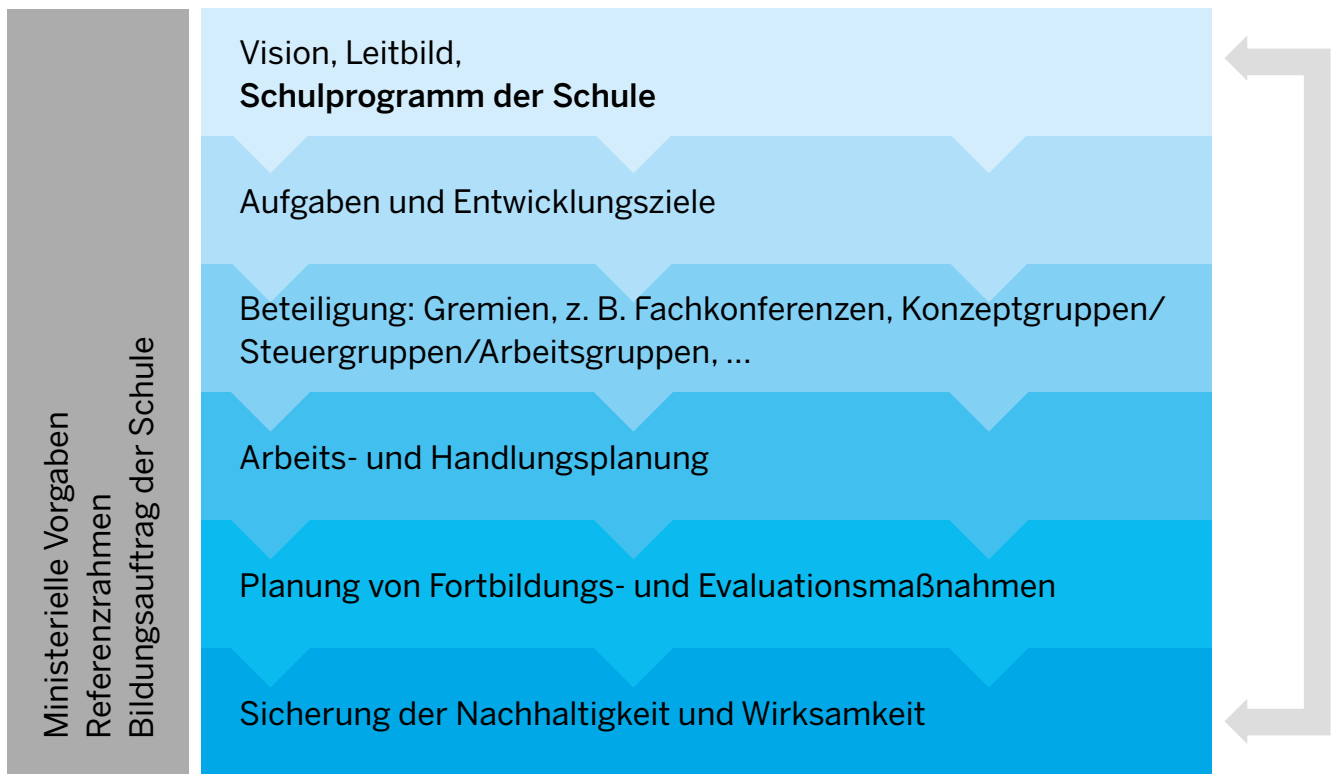 Ministerielle Vorgaben
Referenzrahmen
Bildungsauftrag der Schule
Vision, Leitbild,
Schulprogramm der Schule
Aufgaben und Entwicklungsziele
Beteiligung: Gremien, z. B. Fachkonferenzen, Konzeptgruppen/
Steuergruppen/Arbeitsgruppen, ...
Arbeits- und Handlungsplanung
Planung von Fortbildungs- und Evaluationsmaßnahmen
Sicherung der Nachhaltigkeit und Wirksamkeit